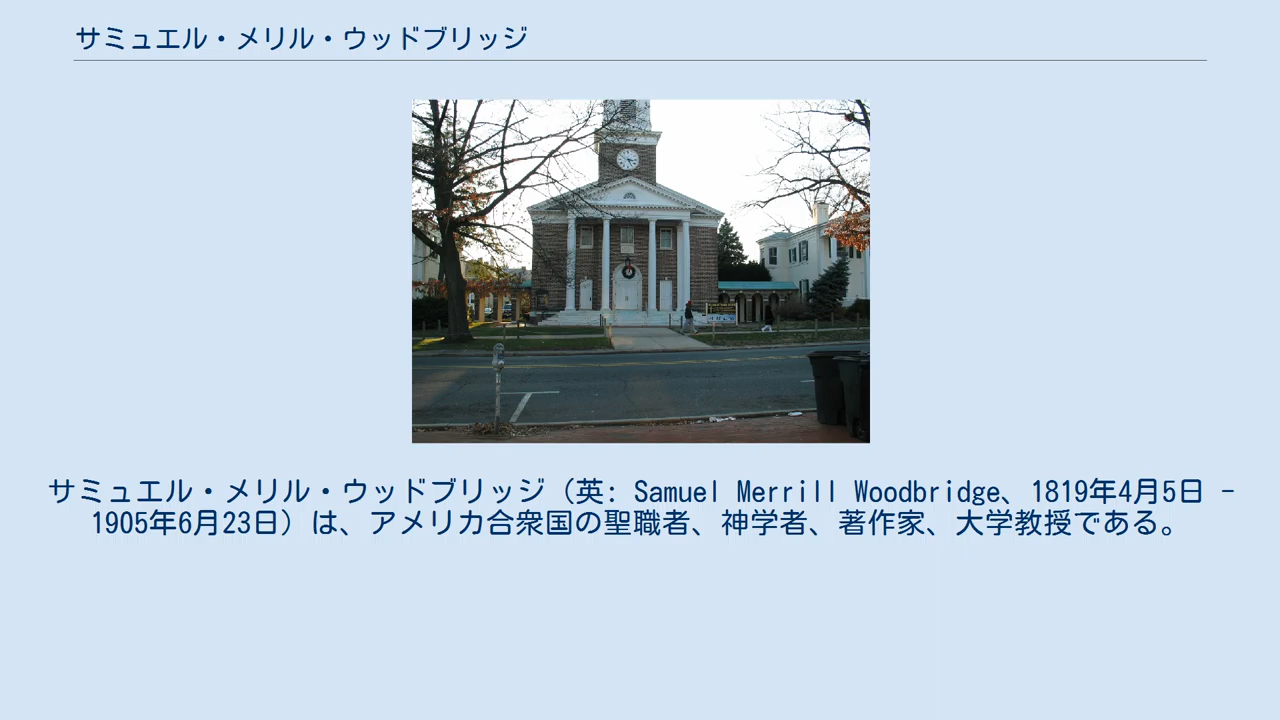 サミュエル・メリル・ウッドブリッジ
サミュエル・メリル・ウッドブリッジ（英: Samuel Merrill Woodbridge、1819年4月5日 -
1905年6月23日）は、アメリカ合衆国の聖職者、神学者、著作家、大学教授である。